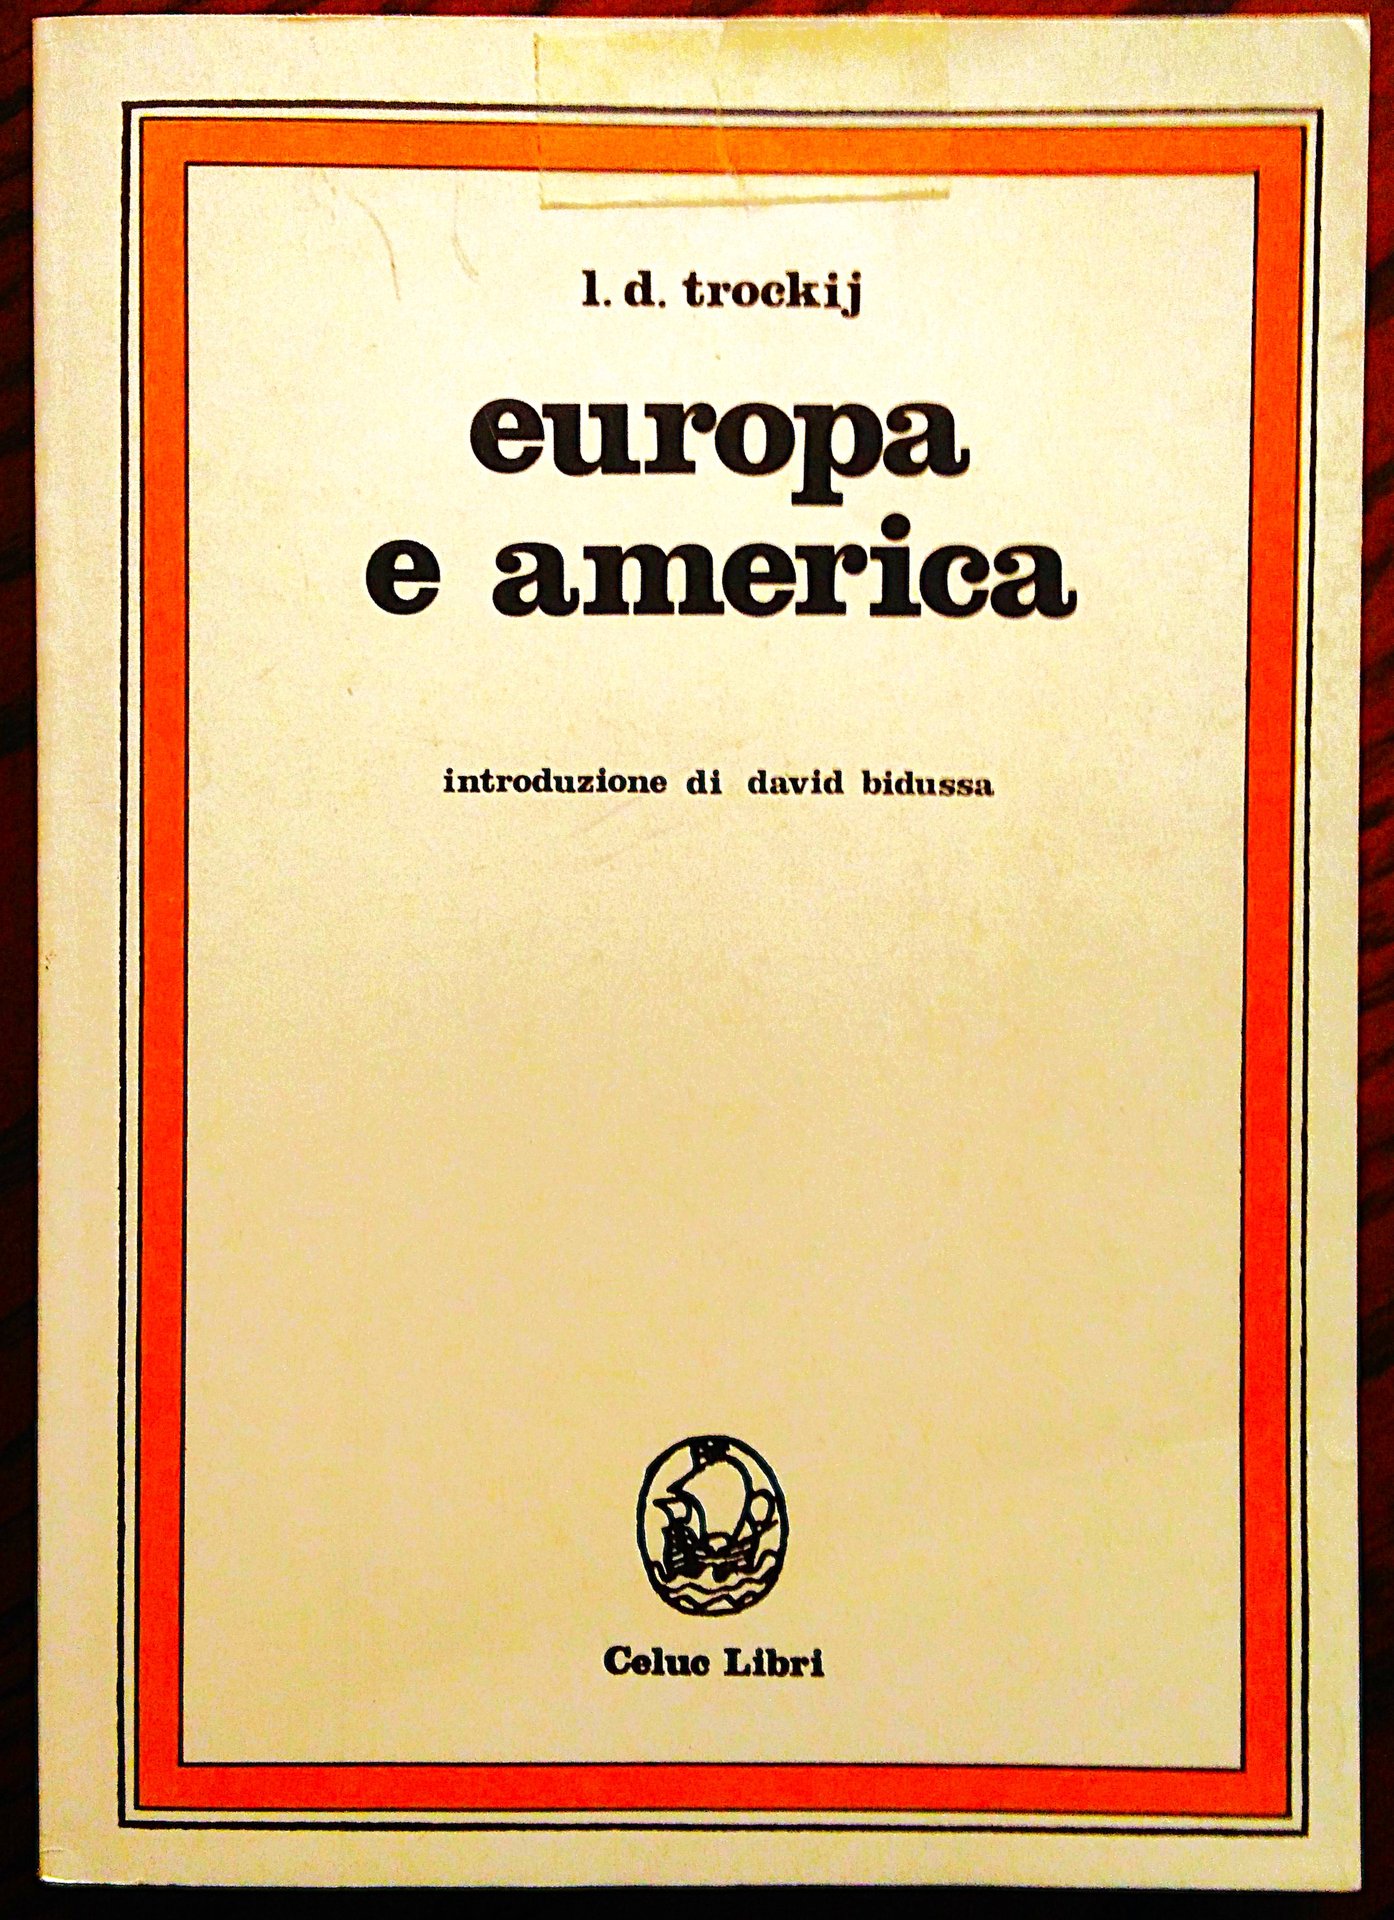 l. d. trockij
europa
e america
introduzione di david bidussa
Celuc Libri